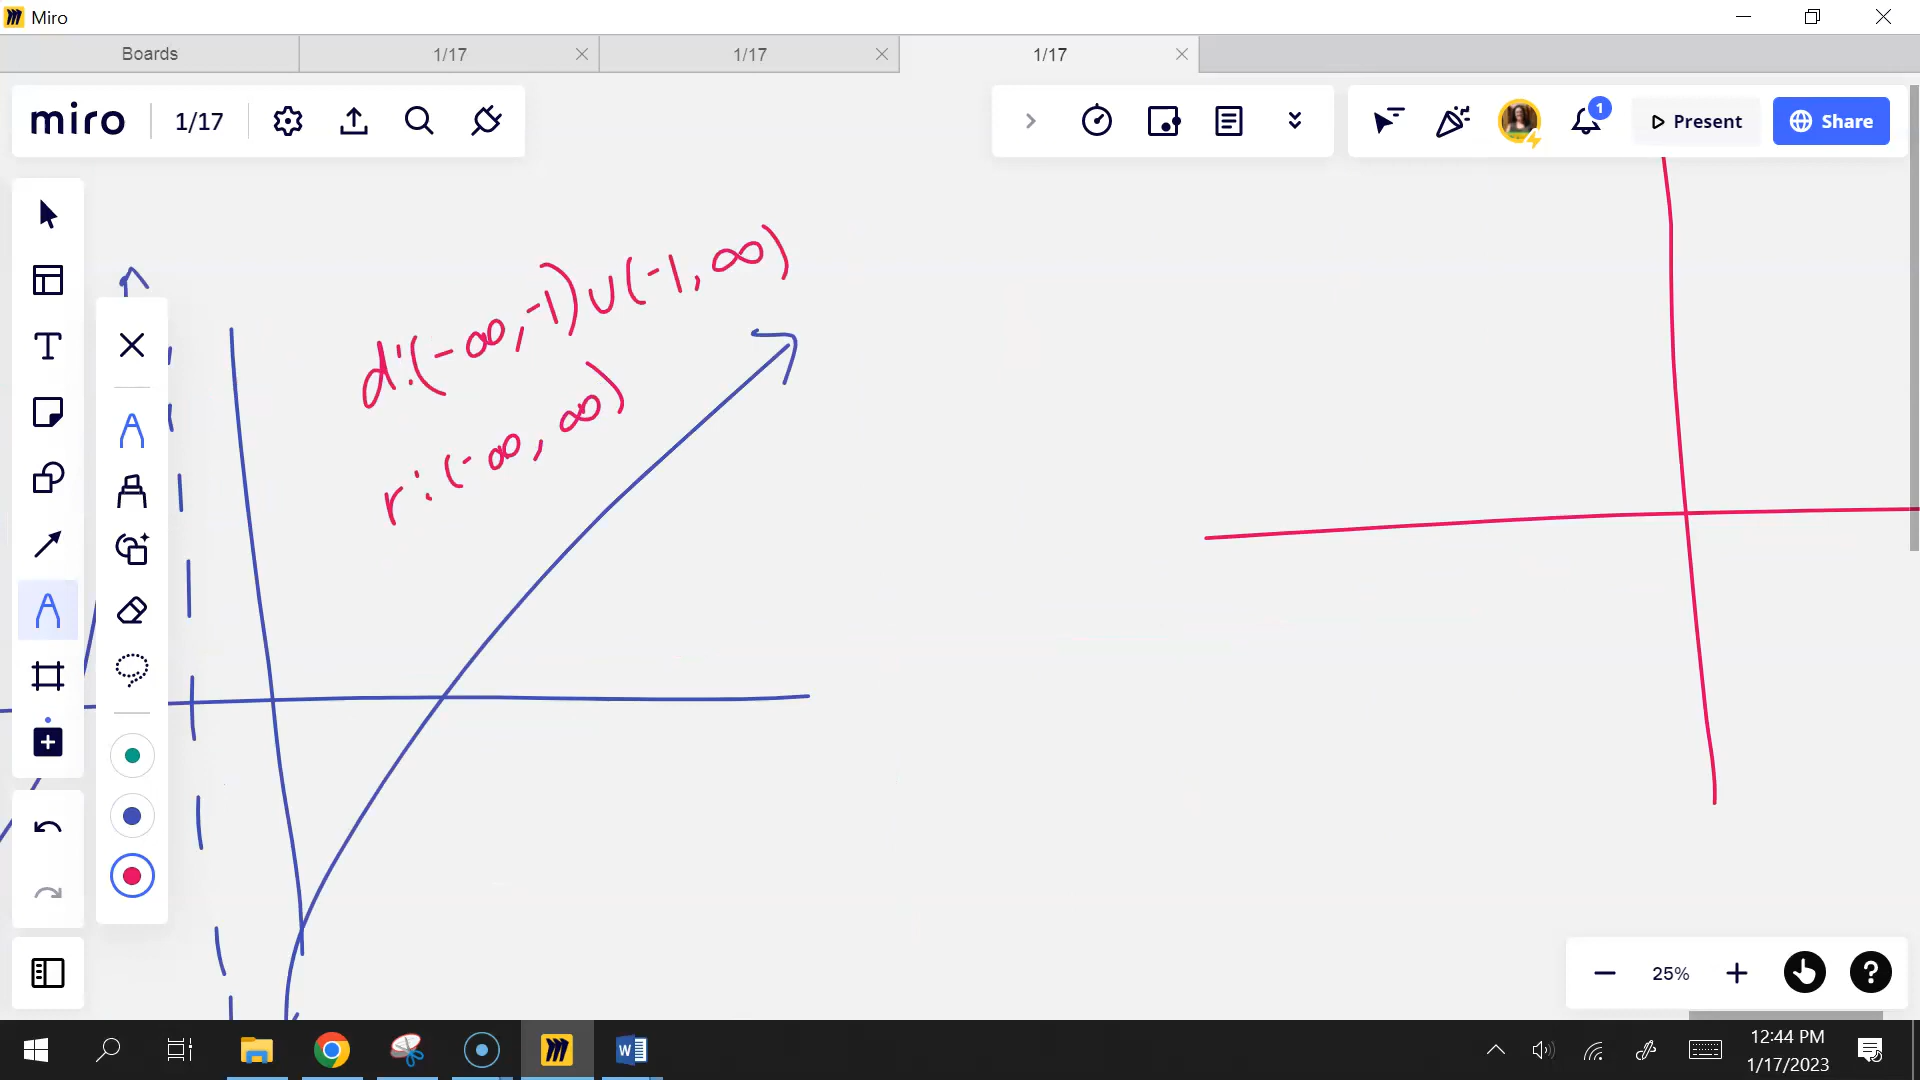 Miro
Boards
1/17
1/17
1/17
miro
1/17
1
Present
Share
d:(-∞,-1)∪(-1,∞)
r:(-∞,∞)
25%
12:44 PM
1/17/2023